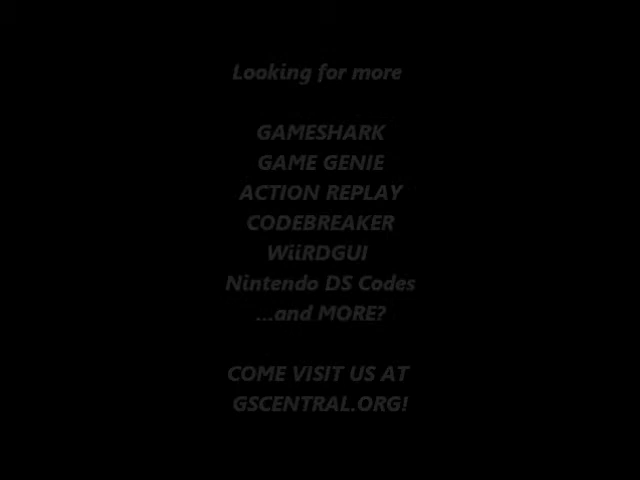 Looking for more
GAMESHARK
GAME GENIE
ACTION REPLAY
CODEBREAKER
WiiRDGUI
Nintendo DS Codes
...and MORE?
COME VISIT US AT
GSCENTRAL.ORG!